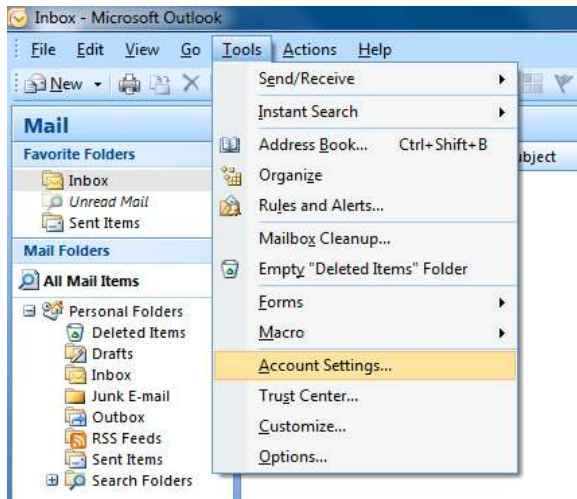 Inbox - Microsoft Outlook
File Edit View Go Tools Actions Help
New
Send/Receive
Instant Search
Address Book... Ctrl+Shift+B
Organize
Rules and Alerts...
Mailbox Cleanup...
Empty "Deleted Items" Folder
Forms
Macro
Account Settings...
Trust Center...
Customize...
Options...
Mail
Favorite Folders
Inbox
Unread Mail
Sent Items
Mail Folders
All Mail Items
Personal Folders
Deleted Items
Drafts
Inbox
Junk E-mail
Outbox
RSS Feeds
Sent Items
Search Folders